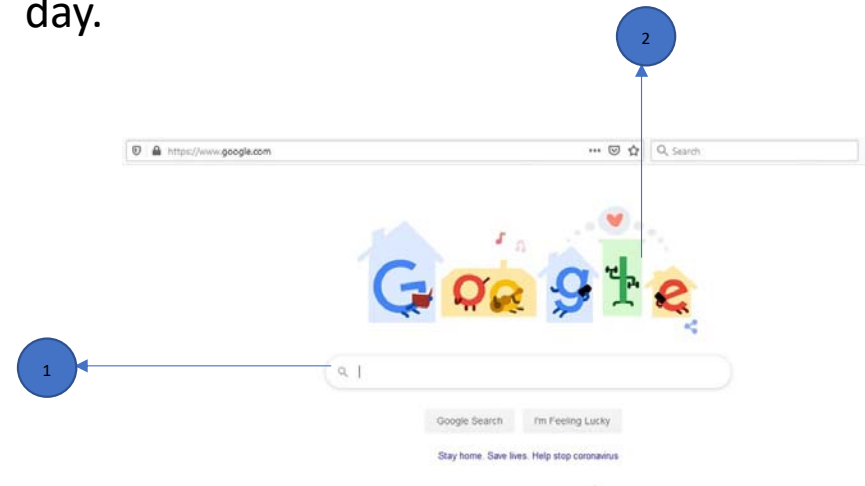 day.
2
https://www.google.com
Search
Google
1
Google Search I'm Feeling Lucky
Stay home. Save lives. Help stop coronavirus